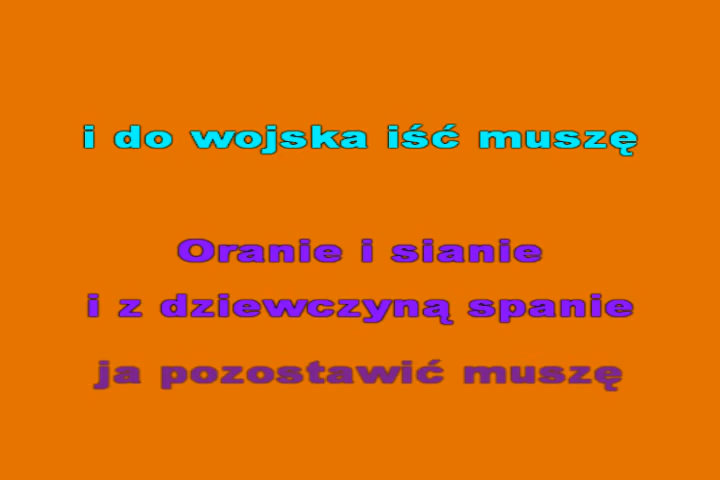 i do wojska iść muszę
Oranie i sianie
i z dziewczyną spanie
ja pozostawić muszę